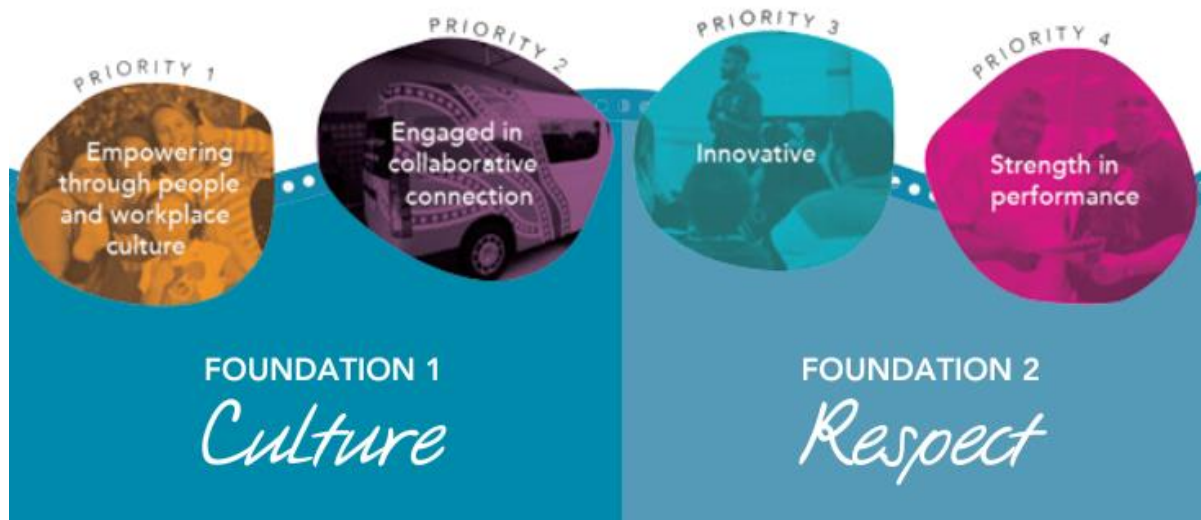 PRIORITY 1
Empowering
through people
and workplace
culture
PRIORITY 2
Engaged in
collaborative
connection
PRIORITY 3
Innovative
PRIORITY 4
Strength in
performance
FOUNDATION 1
Culture
FOUNDATION 2
Respect